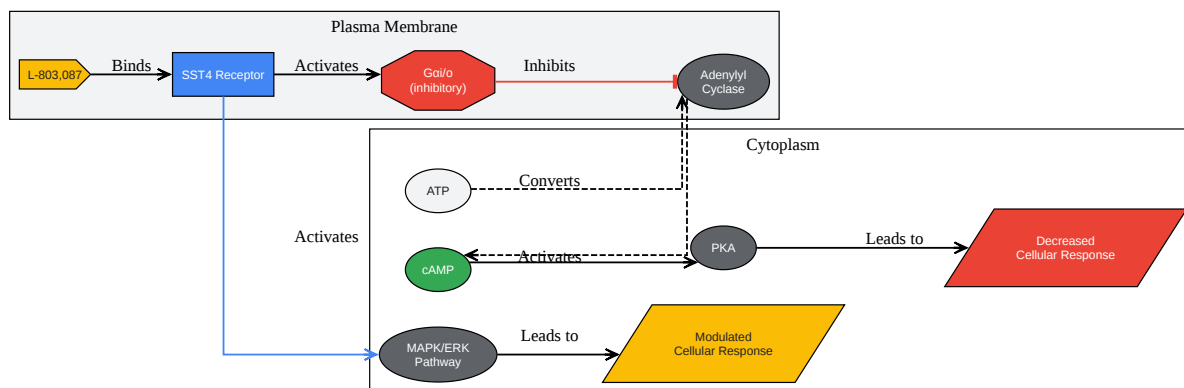 Plasma Membrane
L-803,087
Binds
SST4 Receptor
Activates
Gαi/o
(inhibitory)
Inhibits
Adenylyl
Cyclase
Cytoplasm
ATP
Converts
Activates
cAMP
Activates
PKA
Leads to
Decreased
Cellular Response
MAPK/ERK
Pathway
Leads to
Modulated
Cellular Response